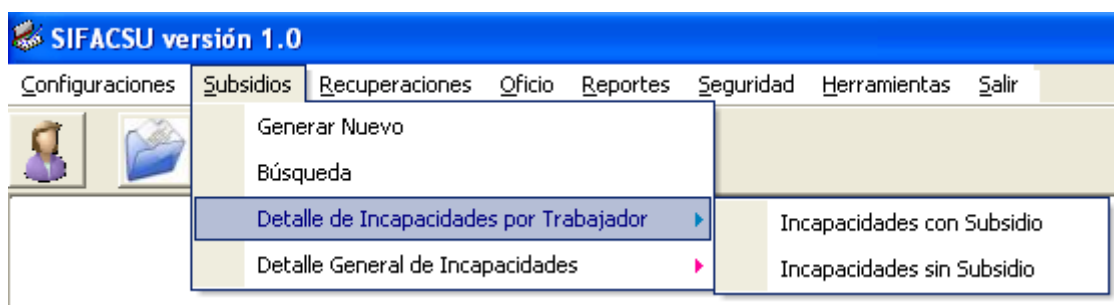 SIFACSU versión 1.0
Configuraciones Subsidios Recuperaciones Oficio Reportes Seguridad Herramientas Salir
Generar Nuevo
Búsqueda
Detalle de Incapacidades por Trabajador
Incapacidades con Subsidio
Detalle General de Incapacidades
Incapacidades sin Subsidio